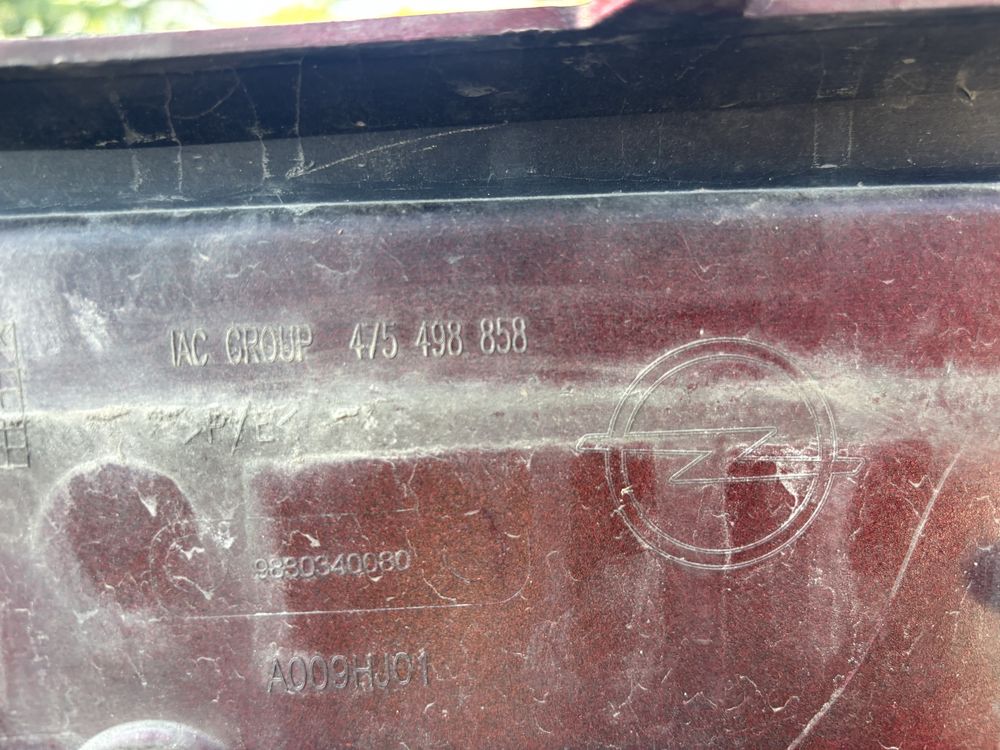 IAC GROUP 475 498 858
>P/E<
9830340080
A009HJ01